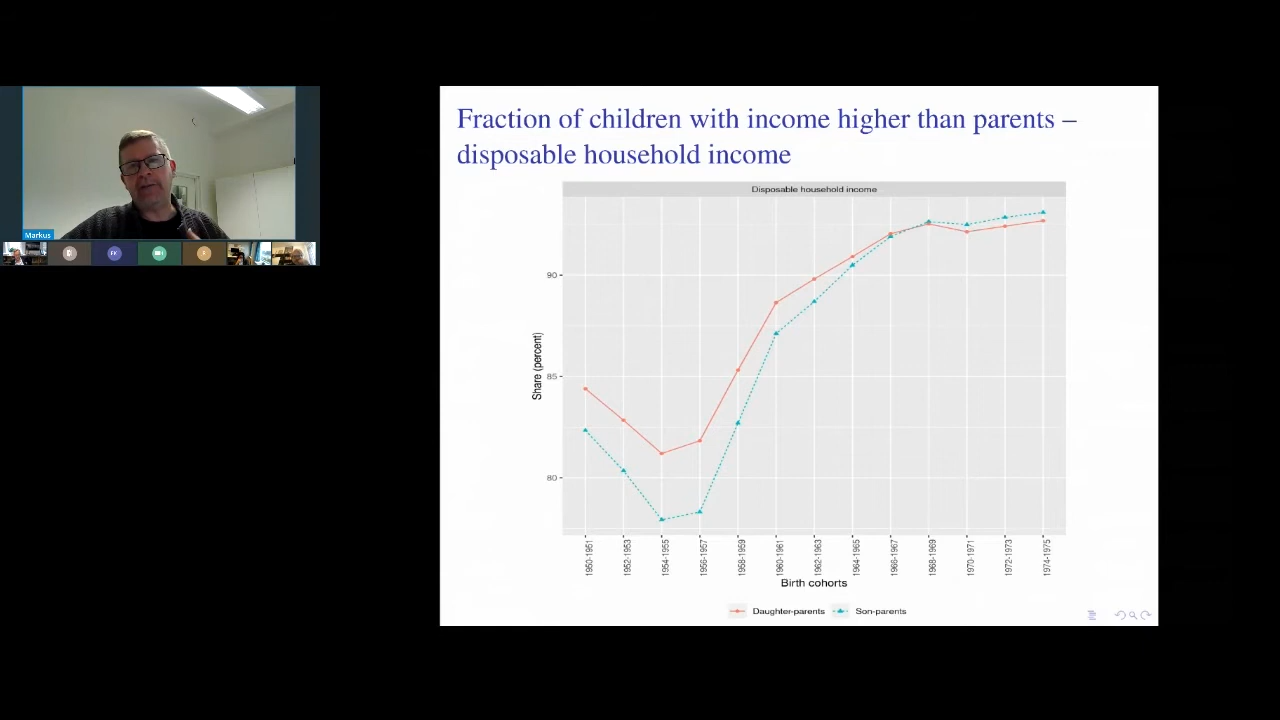 Fraction of children with income higher than parents –
disposable household income
Disposable household income
Share (percent)
90
85
80
1950-1951
1952-1953
1954-1955
1956-1957
1958-1959
1960-1961
1962-1963
1964-1965
1966-1967
1968-1969
1970-1971
1972-1973
1974-1975
Birth cohorts
Daughter-parents
Son-parents
Markus
FK